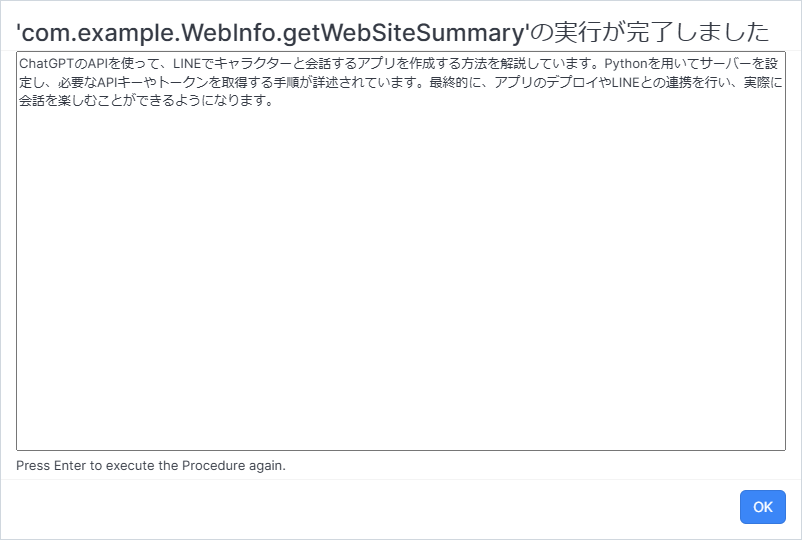 'com.example.WebInfo.getWebSiteSummary'の実行が完了しました
ChatGPTのAPIを使って、LINEでキャラクターと会話するアプリを作成する方法を解説しています。Pythonを用いてサーバーを設
定し、必要なAPIキーやトークンを取得する手順が詳述されています。最終的に、アプリのデプロイやLINEとの連携を行い、実際に
会話を楽しむことができるようになります。
Press Enter to execute the Procedure again.
OK